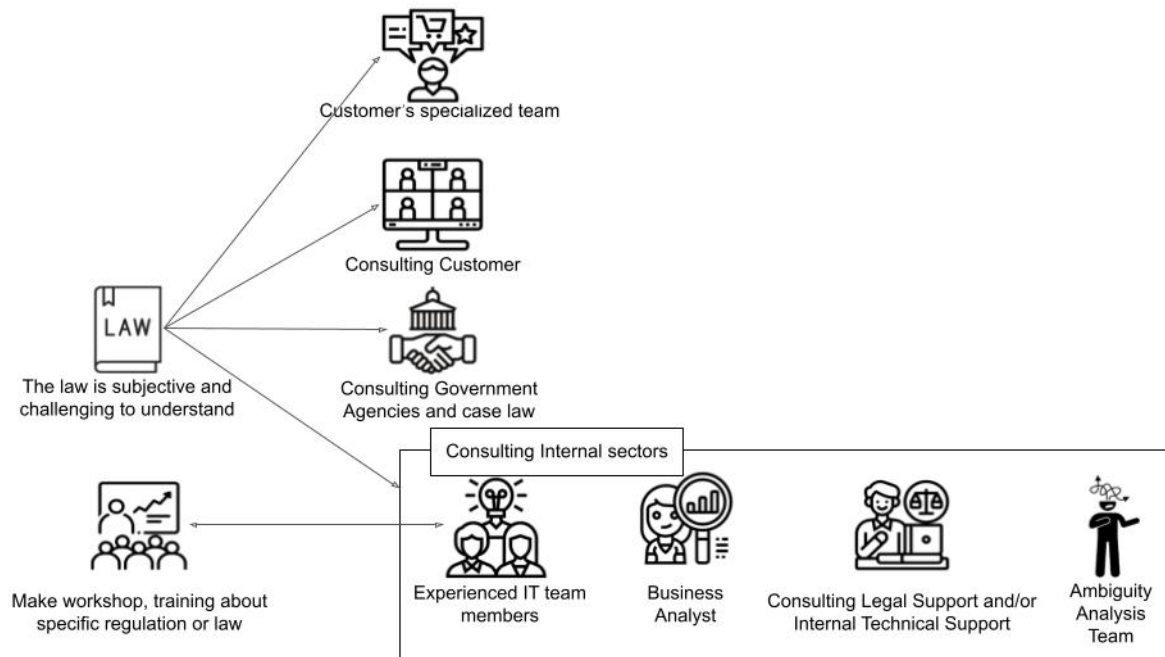 Customer's specialized team
Consulting Customer
LAW
The law is subjective and
challenging to understand
Consulting Government
Agencies and case law
Consulting Internal sectors
Make workshop, training about
specific regulation or law
Experienced IT team
members
Business
Analyst
Consulting Legal Support and/or
Internal Technical Support
Ambiguity
Analysis
Team